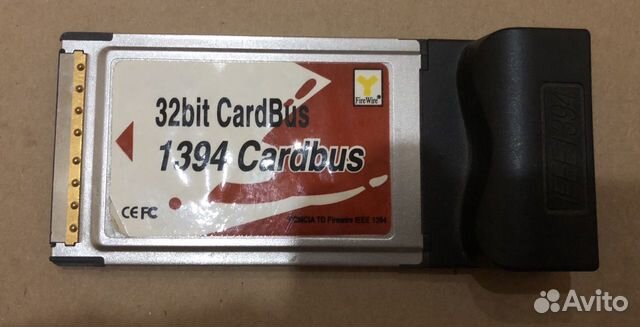 FireWire®
32bit CardBus
1394 Cardbus
CE FC
PCMCIA TO Firewire IEEE 1394
IEEE 1394
Avito